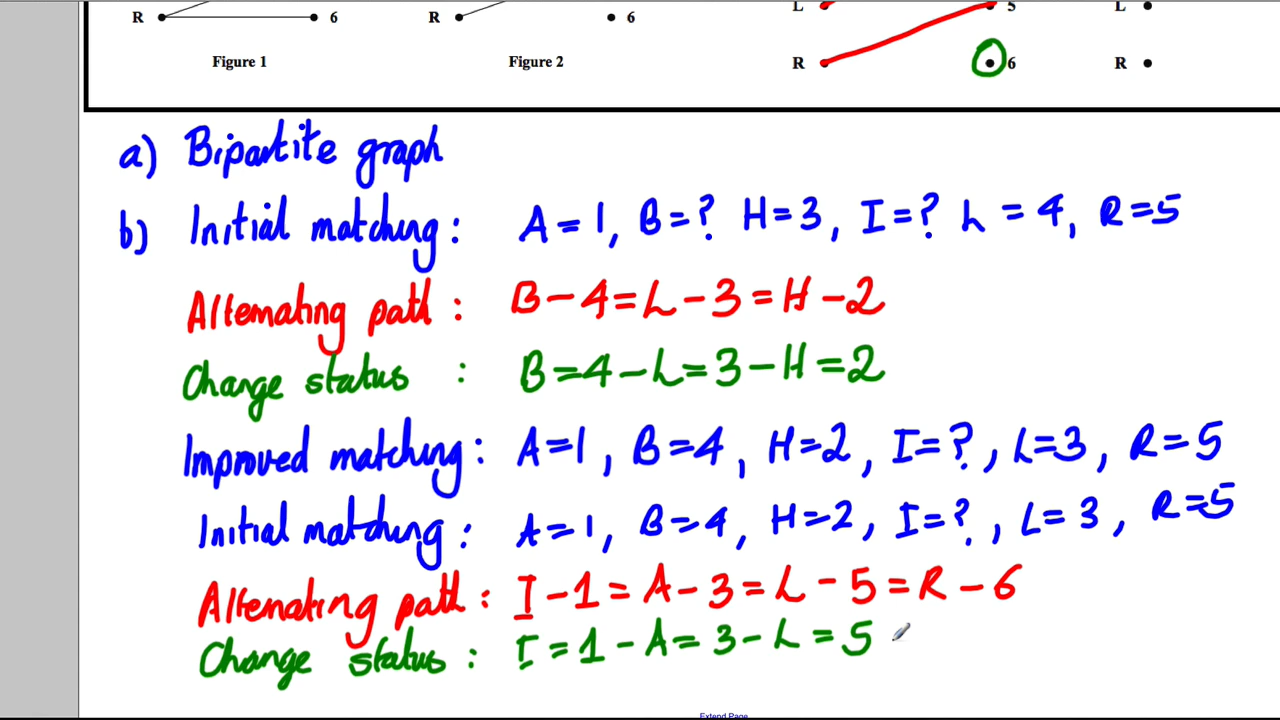 R 6 R 6 L 5 L
Figure 1 Figure 2 R 6 R
a) Bipartite graph
b) Initial matching: A = 1, B = ? H = 3, I = ? L = 4, R = 5
Alternating path: B - 4 = L - 3 = H - 2
Change status : B = 4 - L = 3 - H = 2
Improved matching: A = 1, B = 4, H = 2, I = ?, L = 3, R = 5
Initial matching: A = 1, B = 4, H = 2, I = ?, L = 3, R = 5
Alternating path: I - 1 = A - 3 = L - 5 = R - 6
Change status: I = 1 - A = 3 - L = 5
Extend Page